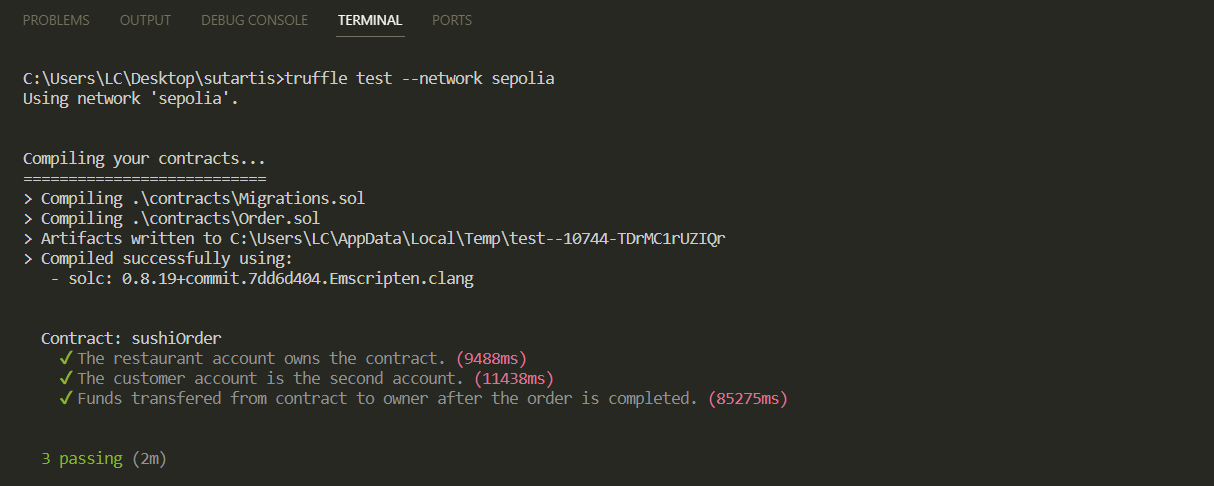 PROBLEMS OUTPUT DEBUG CONSOLE TERMINAL PORTS
C:\Users\LC\Desktop\sutartis>truffle test --network sepolia
Using network 'sepolia'.
Compiling your contracts...
===========================
> Compiling .\contracts\Migrations.sol
> Compiling .\contracts\Order.sol
> Artifacts written to C:\Users\LC\AppData\Local\Temp\test--10744-TDrMC1rUZIQr
> Compiled successfully using:
- solc: 0.8.19+commit.7dd6d404.Emscripten.clang
Contract: sushiOrder
✓ The restaurant account owns the contract. (9488ms)
✓ The customer account is the second account. (11438ms)
✓ Funds transfered from contract to owner after the order is completed. (85275ms)
3 passing (2m)